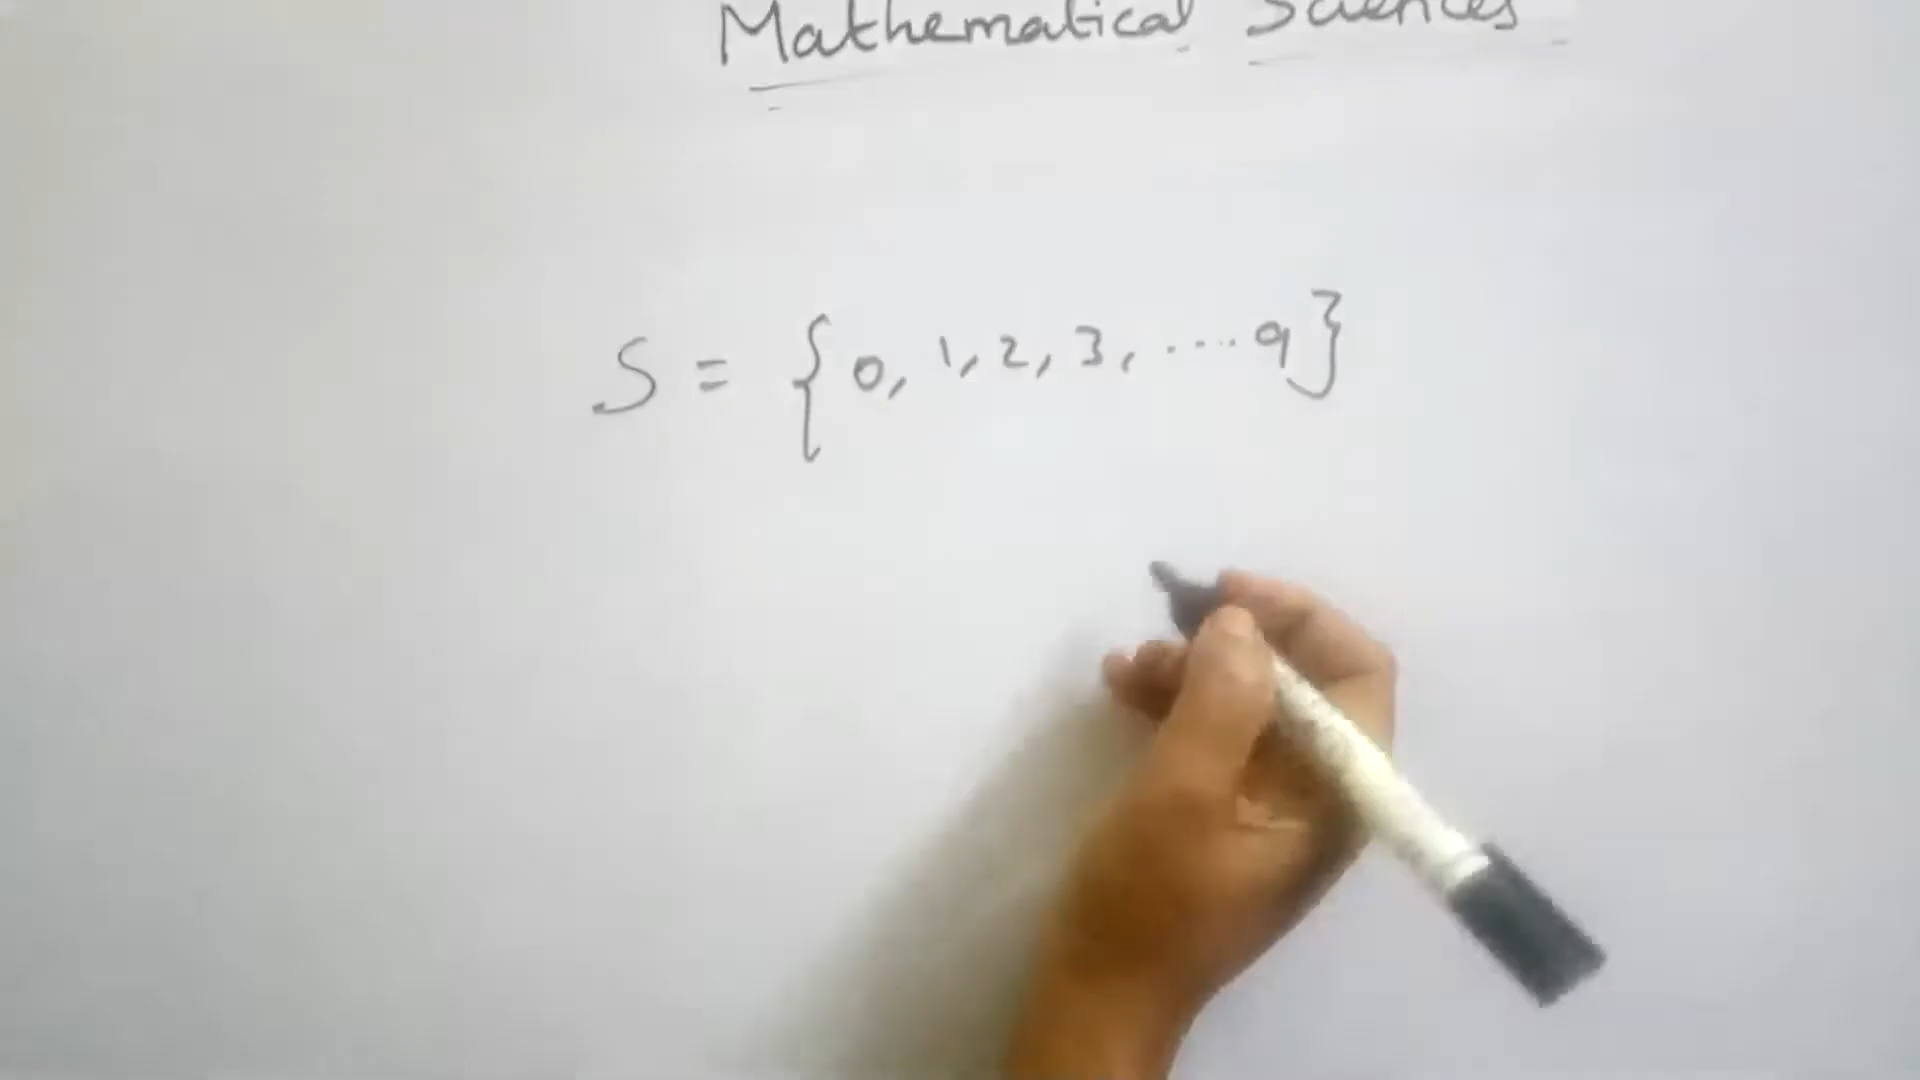 Mathematical Sciences
S = {0, 1, 2, 3, .... 9}